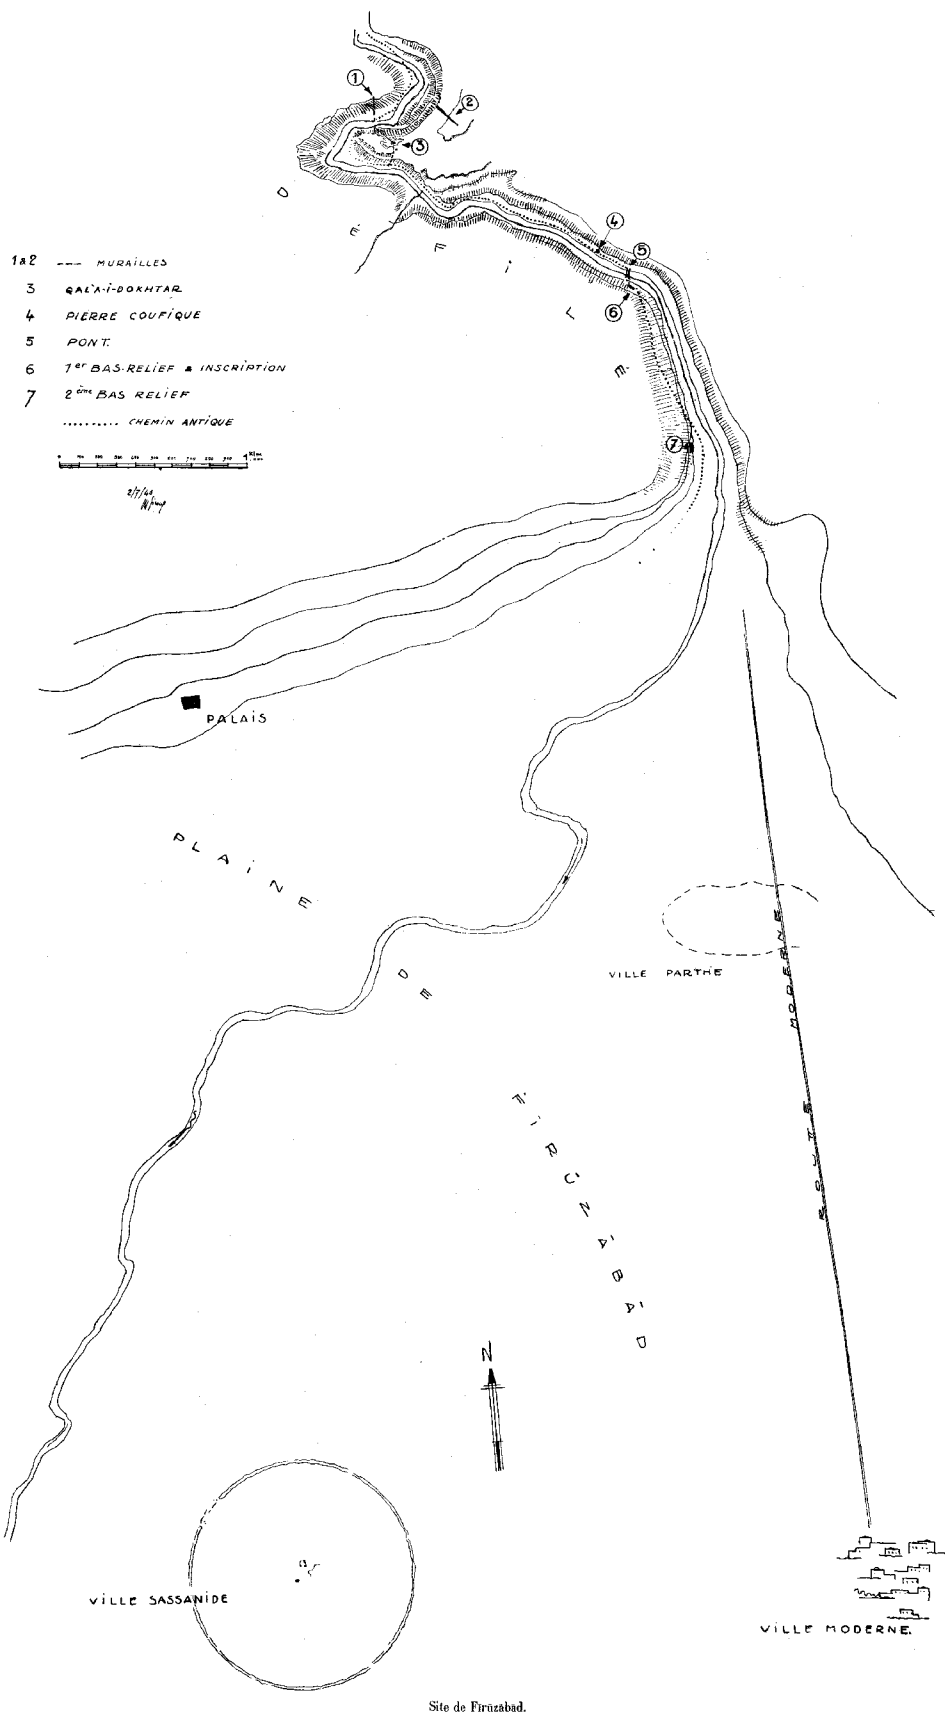 1
2
3
DÉFiLÉ
4
5
6
7
1 a 2 --- MURAILLES
3 QAL'A-I-DOKHTAR
4 PIERRE COUFIQUE
5 PONT.
6 1er BAS-RELIEF & INSCRIPTION
7 2ème BAS RELIEF
......... CHEMIN ANTIQUE
PALAiS
PLAiNE DE FiRŪZĀBĀD
VILLE PARTHE
ROUTE MODERNE
N
VILLE SASSANIDE
VILLE MODERNE.
Site de Fīrūzābād.